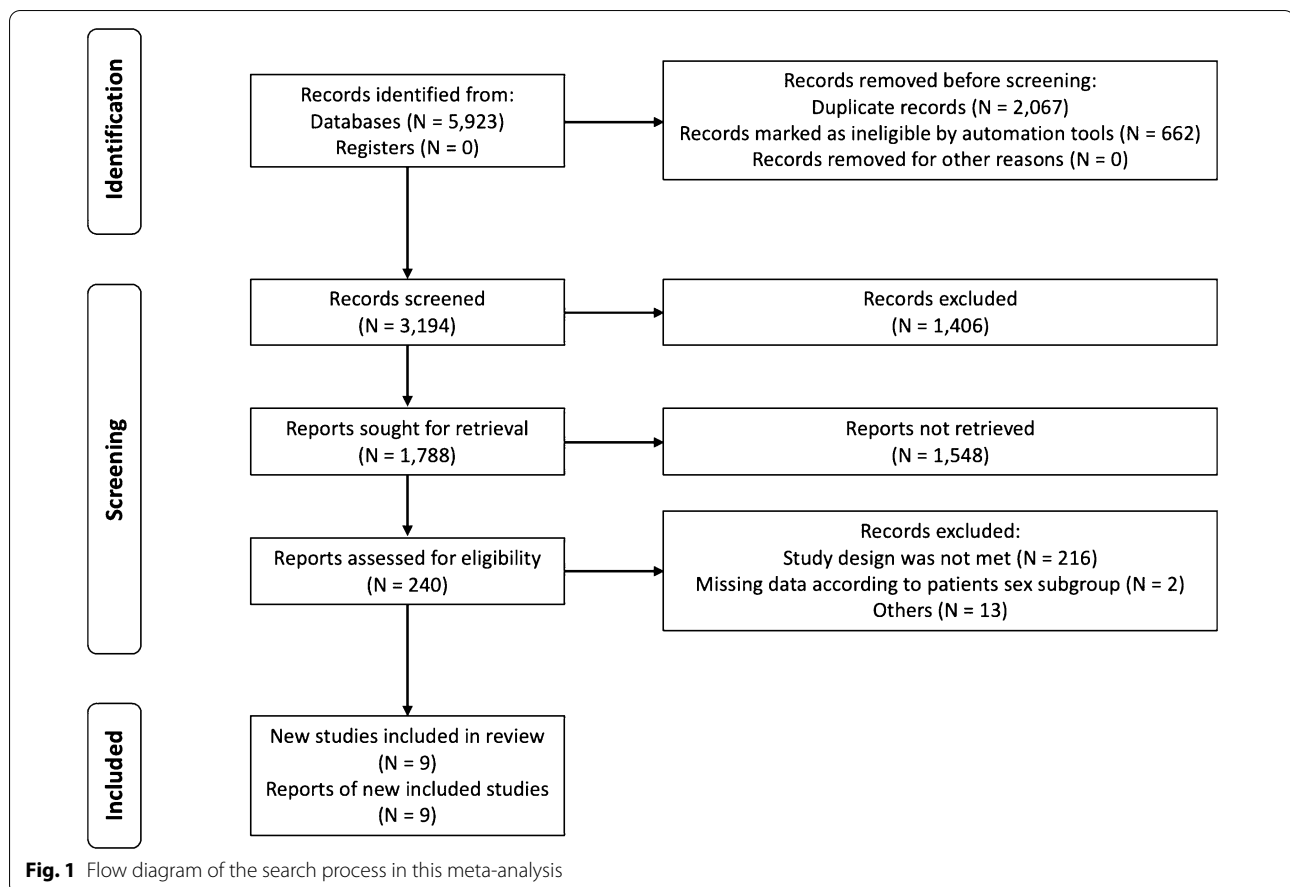 Identification
Records identified from:
Databases (N = 5,923)
Registers (N = 0)
Records removed before screening:
Duplicate records (N = 2,067)
Records marked as ineligible by automation tools (N = 662)
Records removed for other reasons (N = 0)
Screening
Records screened
(N = 3,194)
Records excluded
(N = 1,406)
Reports sought for retrieval
(N = 1,788)
Reports not retrieved
(N = 1,548)
Reports assessed for eligibility
(N = 240)
Records excluded:
Study design was not met (N = 216)
Missing data according to patients sex subgroup (N = 2)
Others (N = 13)
Included
New studies included in review
(N = 9)
Reports of new included studies
(N = 9)
Fig. 1 Flow diagram of the search process in this meta-analysis